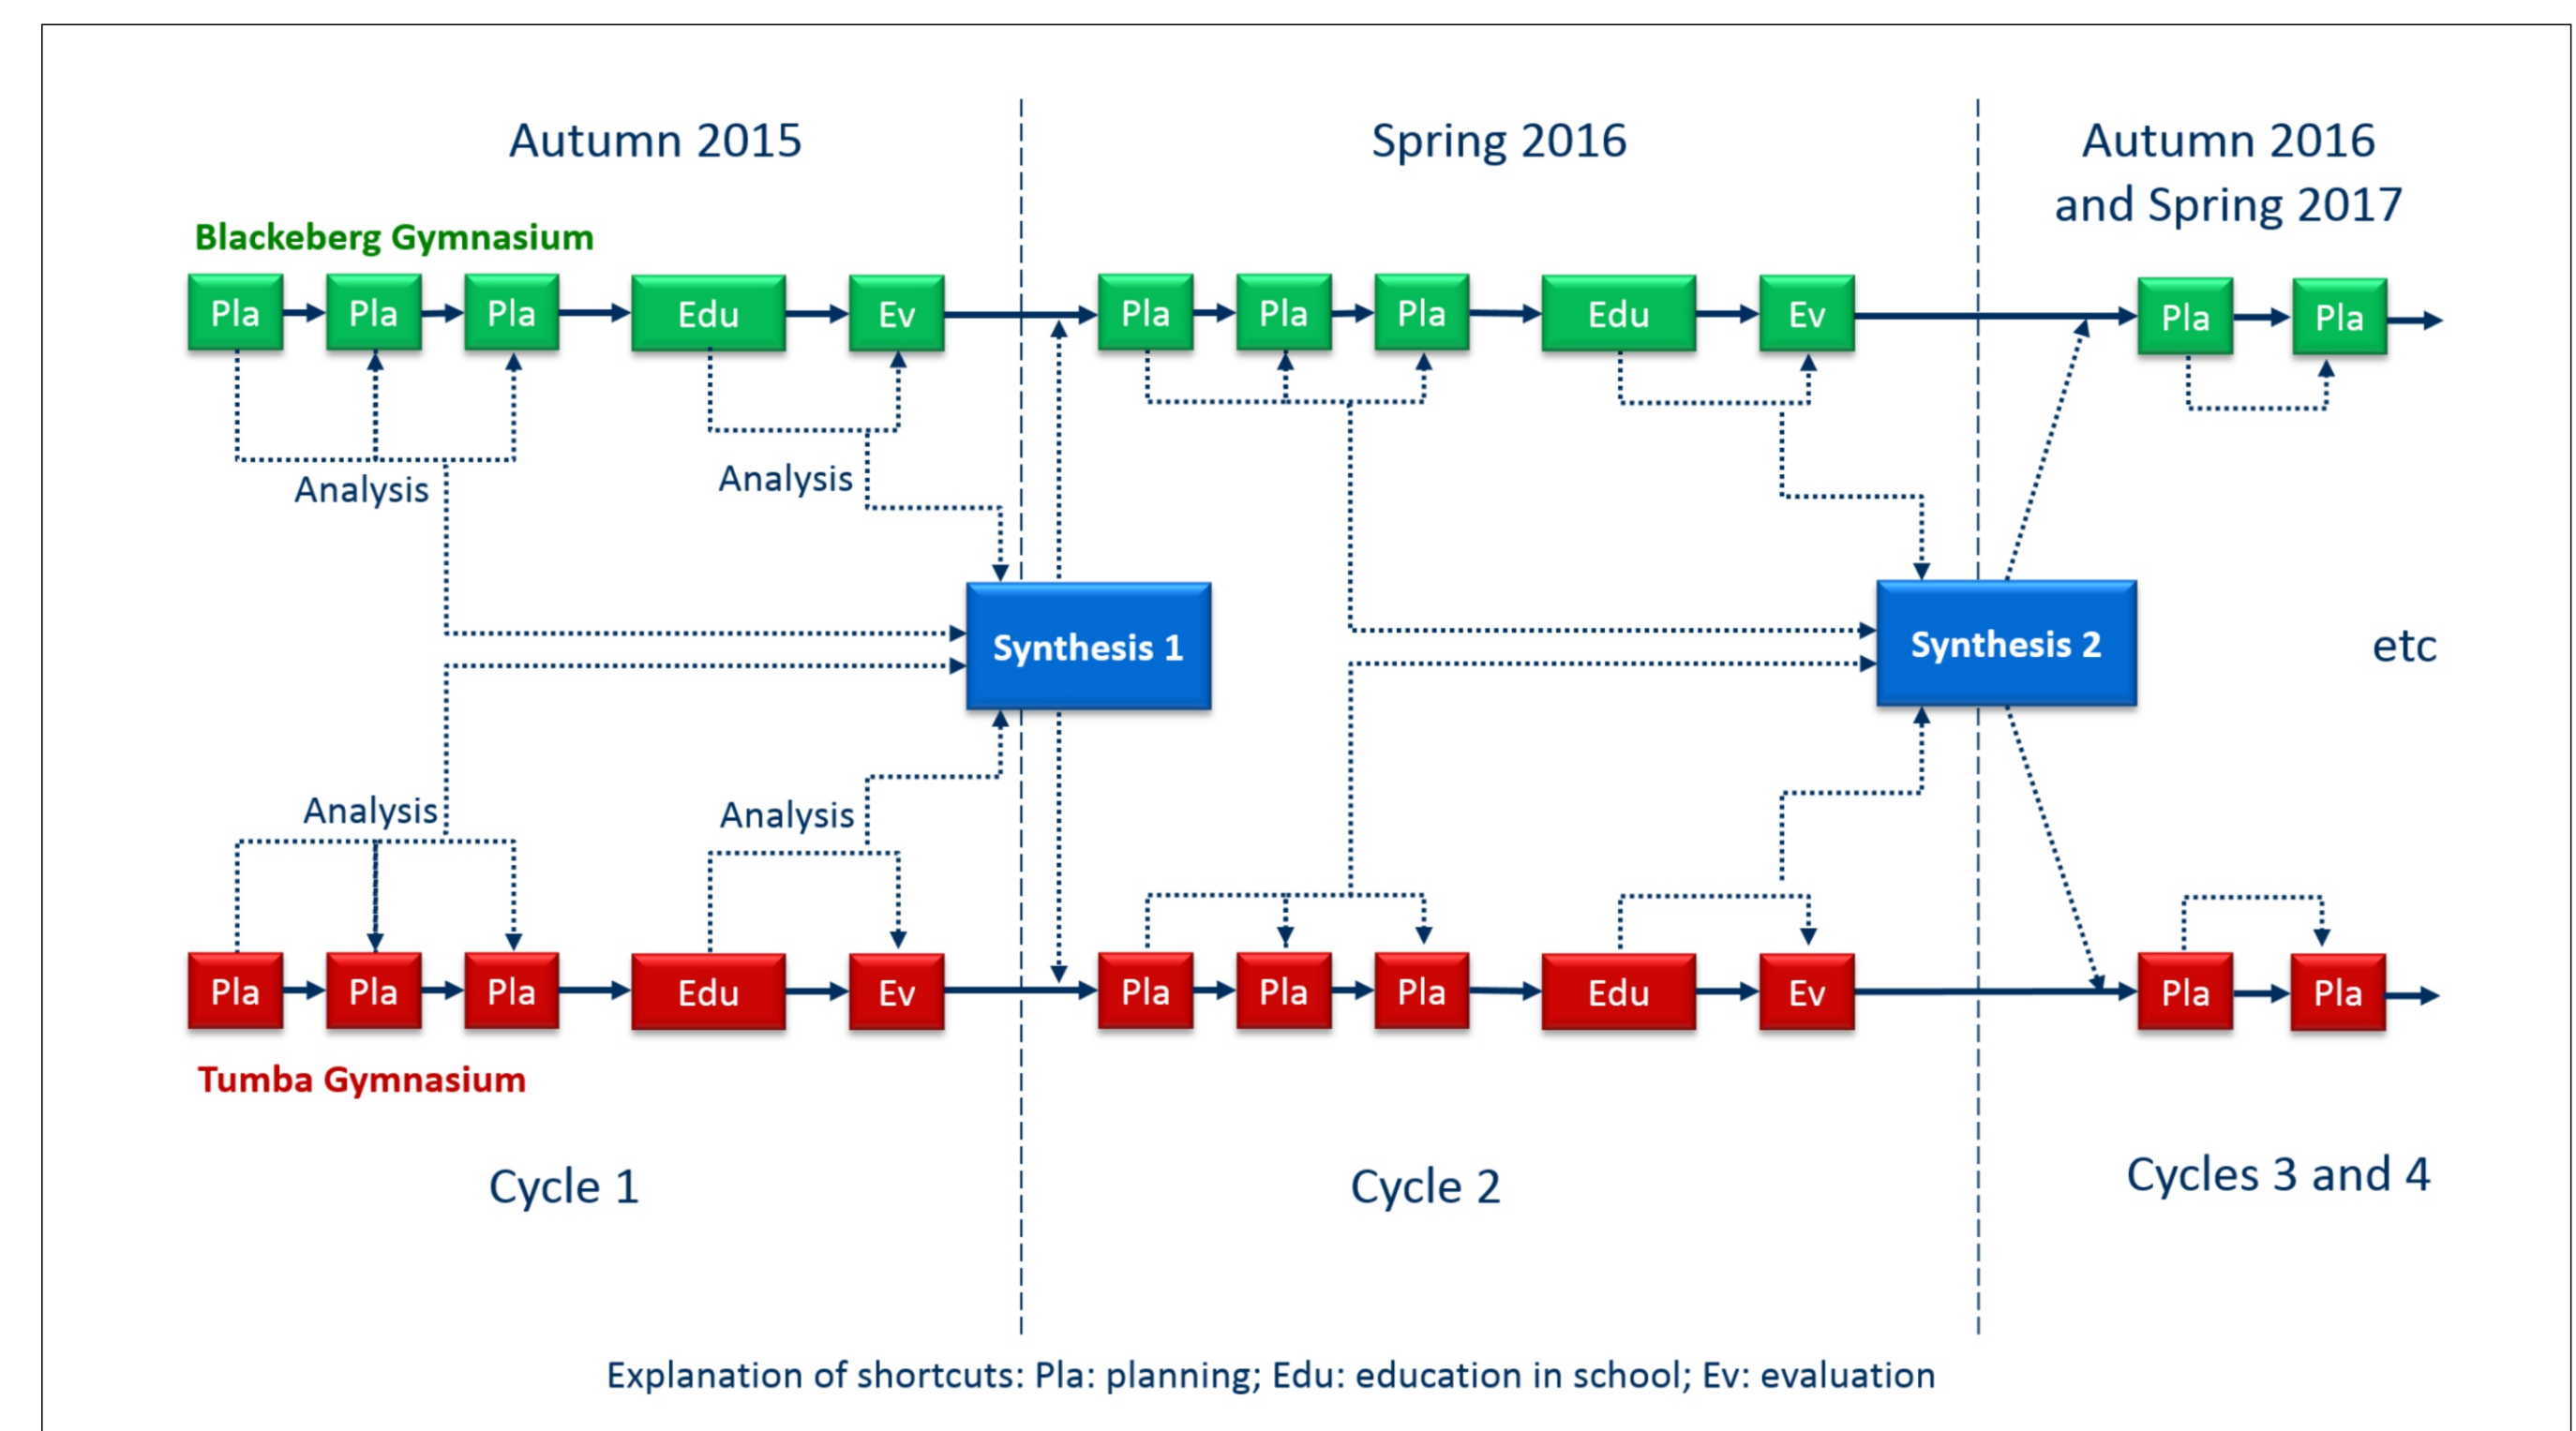 Autumn 2015
Spring 2016
Autumn 2016
and Spring 2017
Blackeberg Gymnasium
Pla Pla Pla Edu Ev Pla Pla Pla Edu Ev Pla Pla
Analysis
Analysis
Synthesis 1
Synthesis 2
etc
Analysis
Analysis
Pla Pla Pla Edu Ev Pla Pla Pla Edu Ev Pla Pla
Tumba Gymnasium
Cycle 1
Cycle 2
Cycles 3 and 4
Explanation of shortcuts: Pla: planning; Edu: education in school; Ev: evaluation